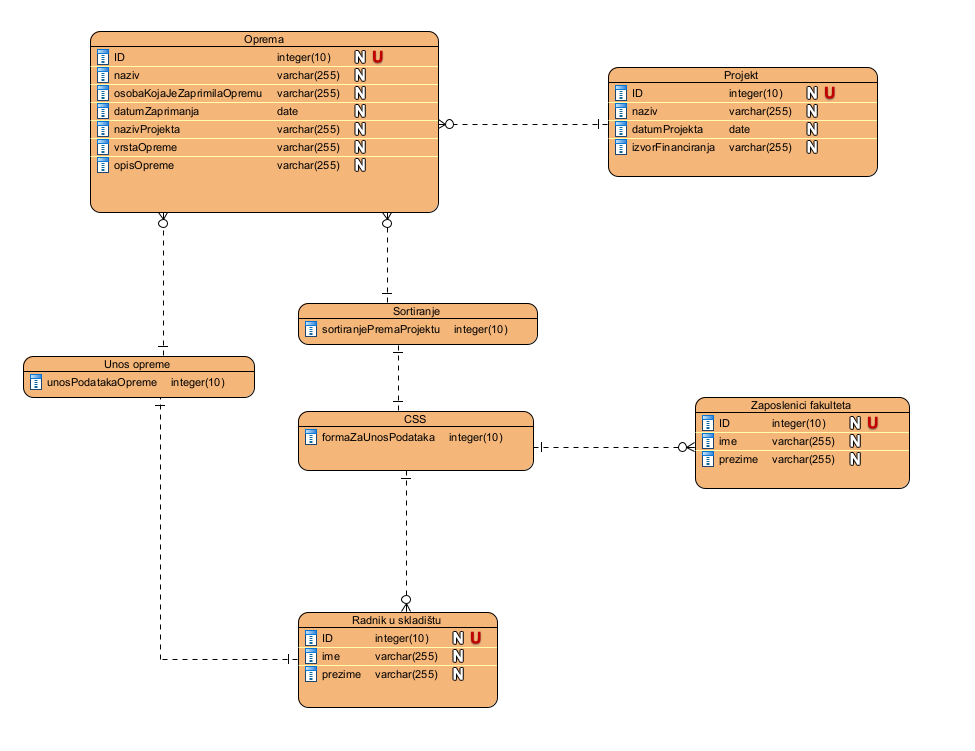 Oprema
ID integer(10) N U
naziv varchar(255) N
osobaKojaJeZaprimilaOpremu varchar(255) N
datumZaprimanja date N
nazivProjekta varchar(255) N
vrstaOpreme varchar(255) N
opisOpreme varchar(255) N
Projekt
ID integer(10) N U
naziv varchar(255) N
datumProjekta date N
izvorFinanciranja varchar(255) N
Sortiranje
sortiranjePremaProjektu integer(10)
Unos opreme
unosPodatakaOpreme integer(10)
CSS
formaZaUnosPodataka integer(10)
Zaposlenici fakulteta
ID integer(10) N U
ime varchar(255) N
prezime varchar(255) N
Radnik u skladištu
ID integer(10) N U
ime varchar(255) N
prezime varchar(255) N